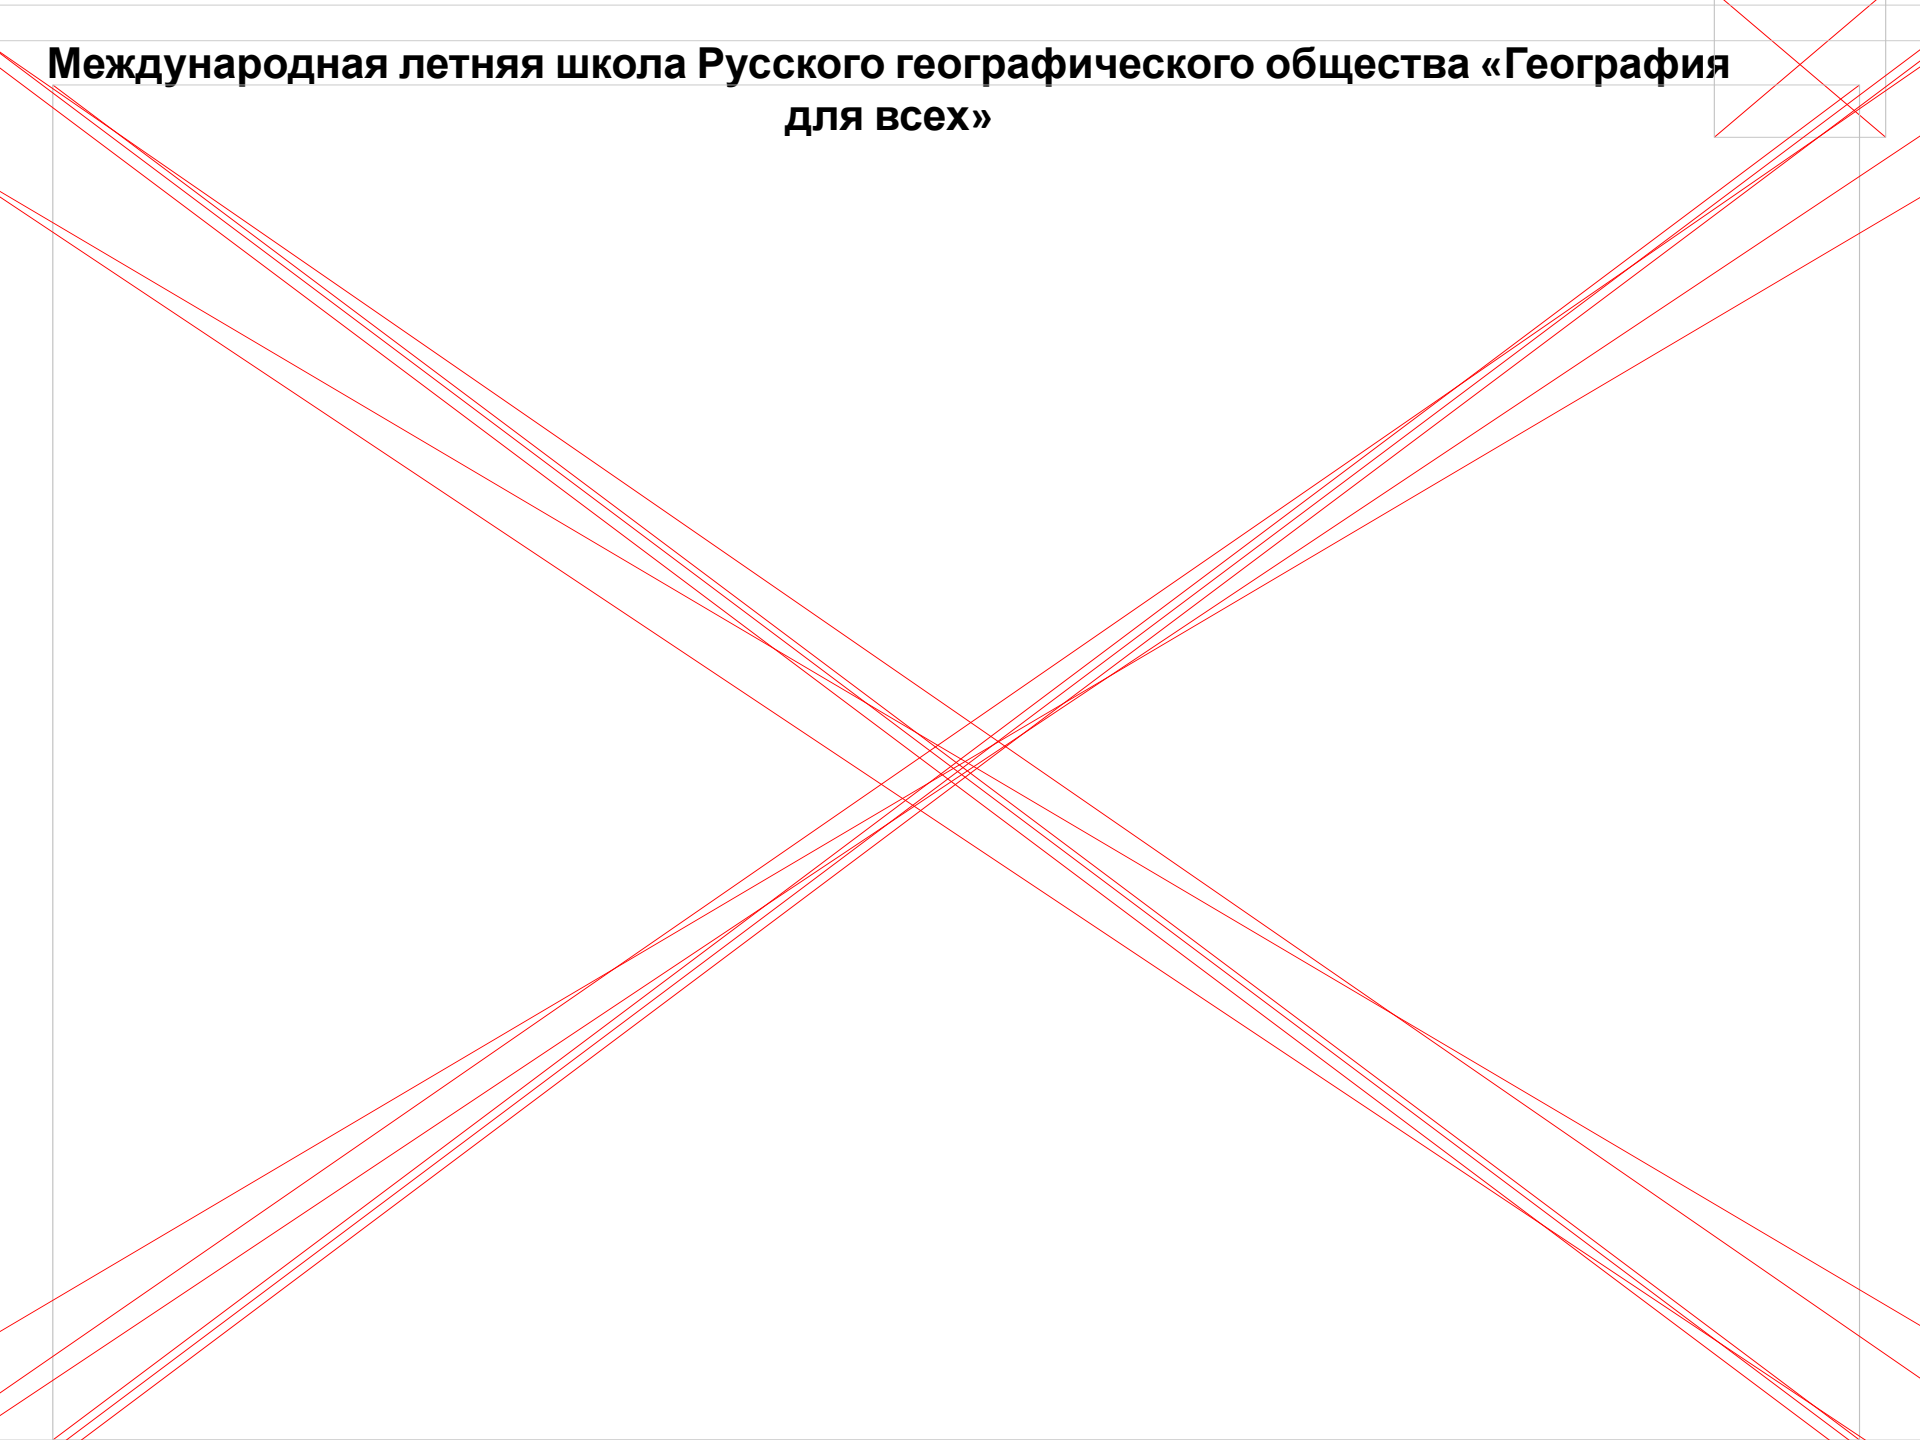 Международная летняя школа Русского географического общества «География
для всех»